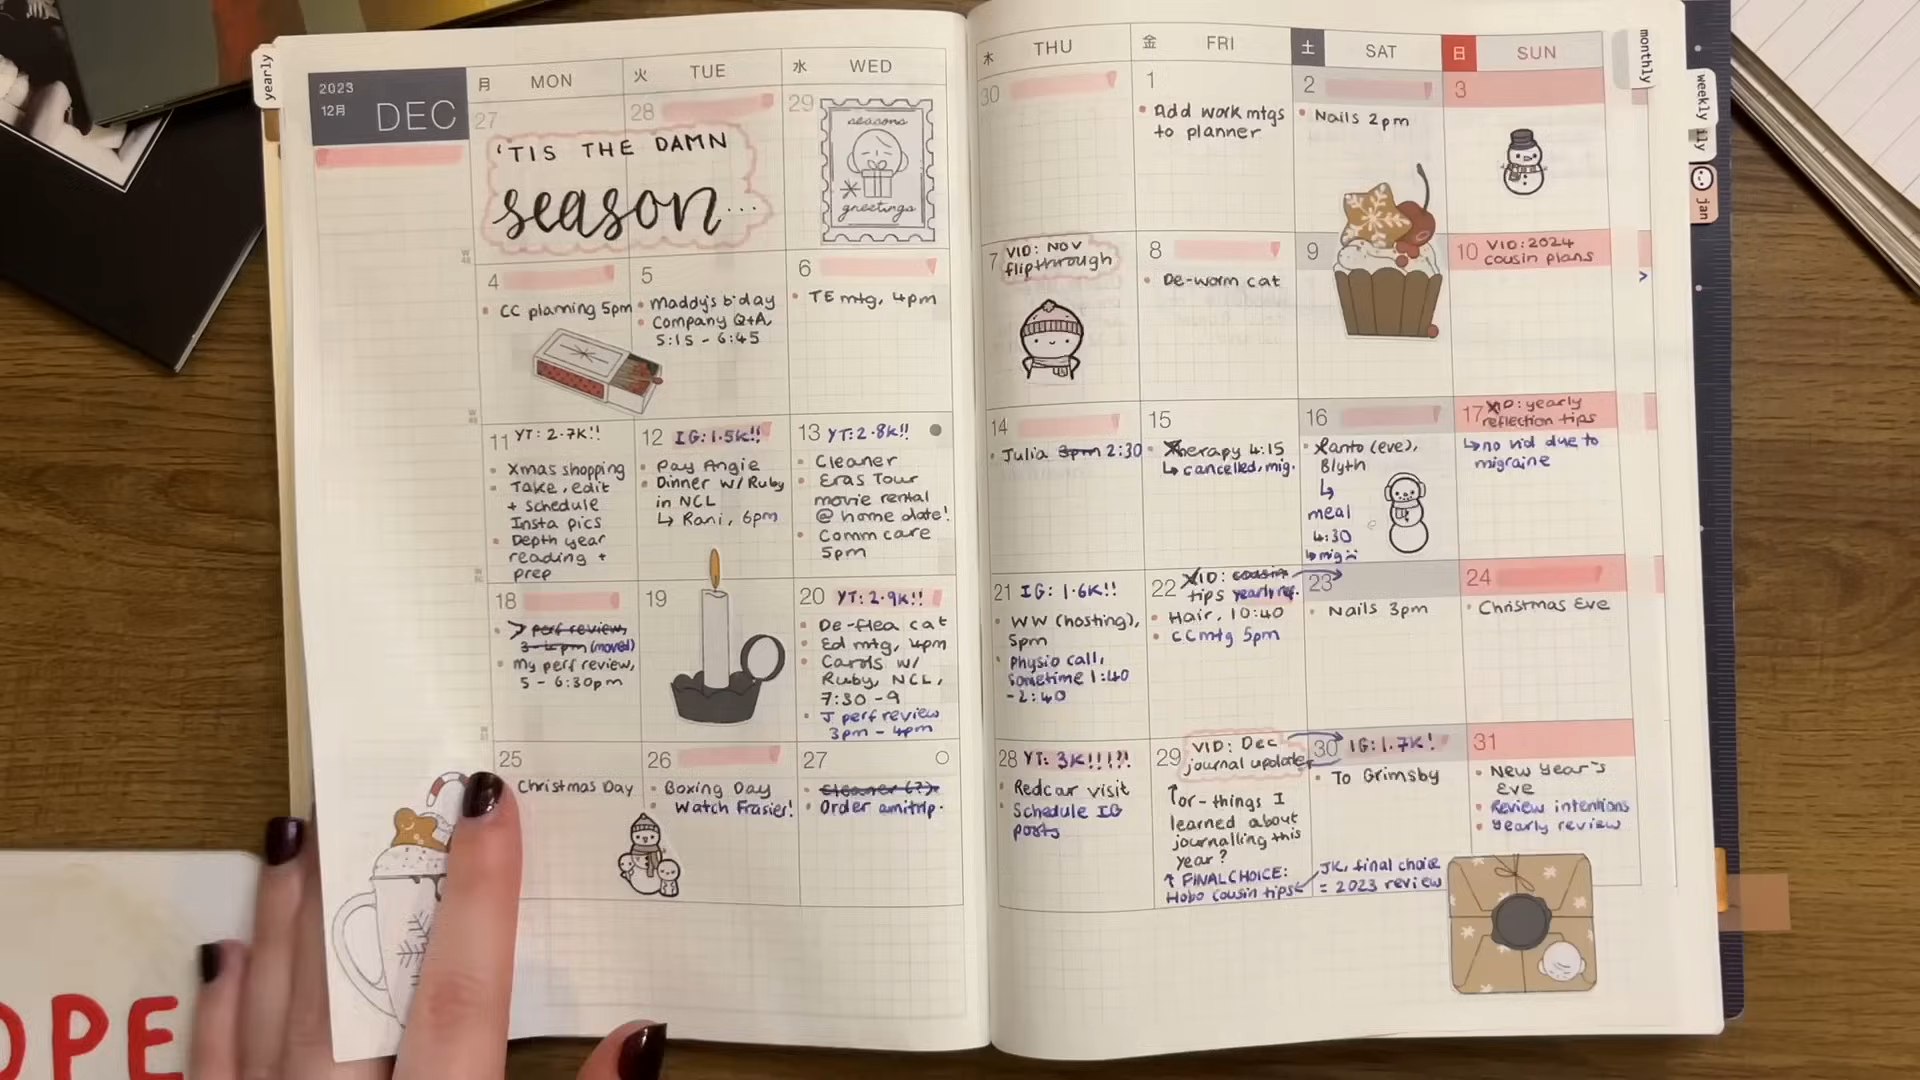 yearly
2023
12月
DEC
月 MON
火 TUE
水 WED
木 THU
金 FRI
土 SAT
日 SUN
monthly
weekly
jan
27
28
29
'TIS THE DAMN
season...
seasons
greetings
30
1
Add work mtgs
to planner
2
Nails 2pm
3
4
CC planning 5pm
5
Maddy's b'day
Company Q+A,
5:15 - 6:45
6
TE mtg, 4pm
7
VID: NOV
flipthrough
8
De-worm cat
9
10
VID: 2024
cousin plans
11
YT: 2.7K!!
Xmas shopping
Take, edit
+ schedule
Insta pics
Depth year
reading +
prep
12
IG: 1.5K!!
Pay Angie
Dinner w/ Ruby
in NCL
↳ Rani, 6pm
13
YT: 2.8K!!
Cleaner
Eras Tour
movie rental
@ home date!
Comm care
5pm
14
Julia 3pm 2:30
15
Therapy 4:15
↳ cancelled, mig.
16
Xanto (eve),
Blyth
↳
meal
4:30
↳ mig
17
VID: yearly
reflection tips
↳ no vid due to
migraine
18
perf review,
3-4pm (moved)
My perf review,
5 - 6:30pm
19
20
YT: 2.9K!!
De-flea cat
Ed mtg, 4pm
Carols w/
Ruby, NCL,
7:30 - 9
J perf review
3pm - 4pm
21
IG: 1.6K!!
WW (hosting),
5pm
Physio call,
sometime 1:40
- 2:40
22
VID: cousin
tips yearly ref.
Hair, 10:40
CC mtg 5pm
23
Nails 3pm
24
Christmas Eve
25
Christmas Day
26
Boxing Day
Watch Frasier!
27
Cleaner (?)
Order amitrip.
28
YT: 3K!!!?!
Redcar visit
Schedule IG
posts
29
VID: Dec
journal update
↑ or - things I
learned about
journalling this
year?
↑ FINAL CHOICE:
Hobo cousin tips
30
IG: 1.7K!
To Grimsby
JK, final choice
= 2023 review
31
New Year's
Eve
Review intentions
Yearly review
OPE